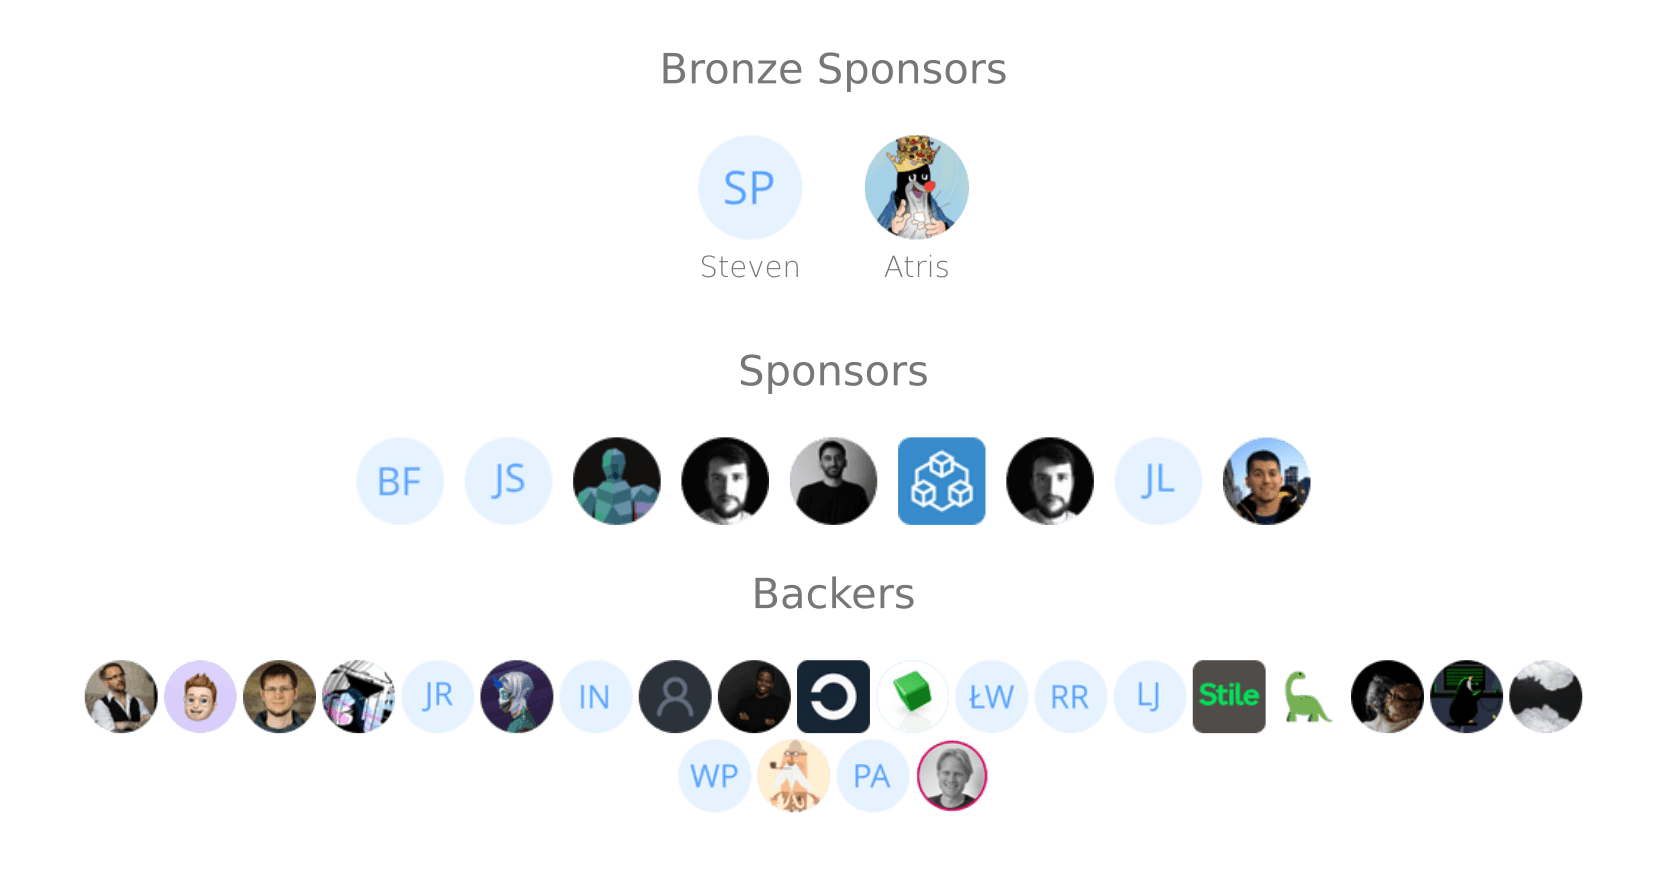 Bronze Sponsors
SP
Steven Atris
Sponsors
BF JS JL
Backers
JR IN ŁW RR LJ Stile
WP PA